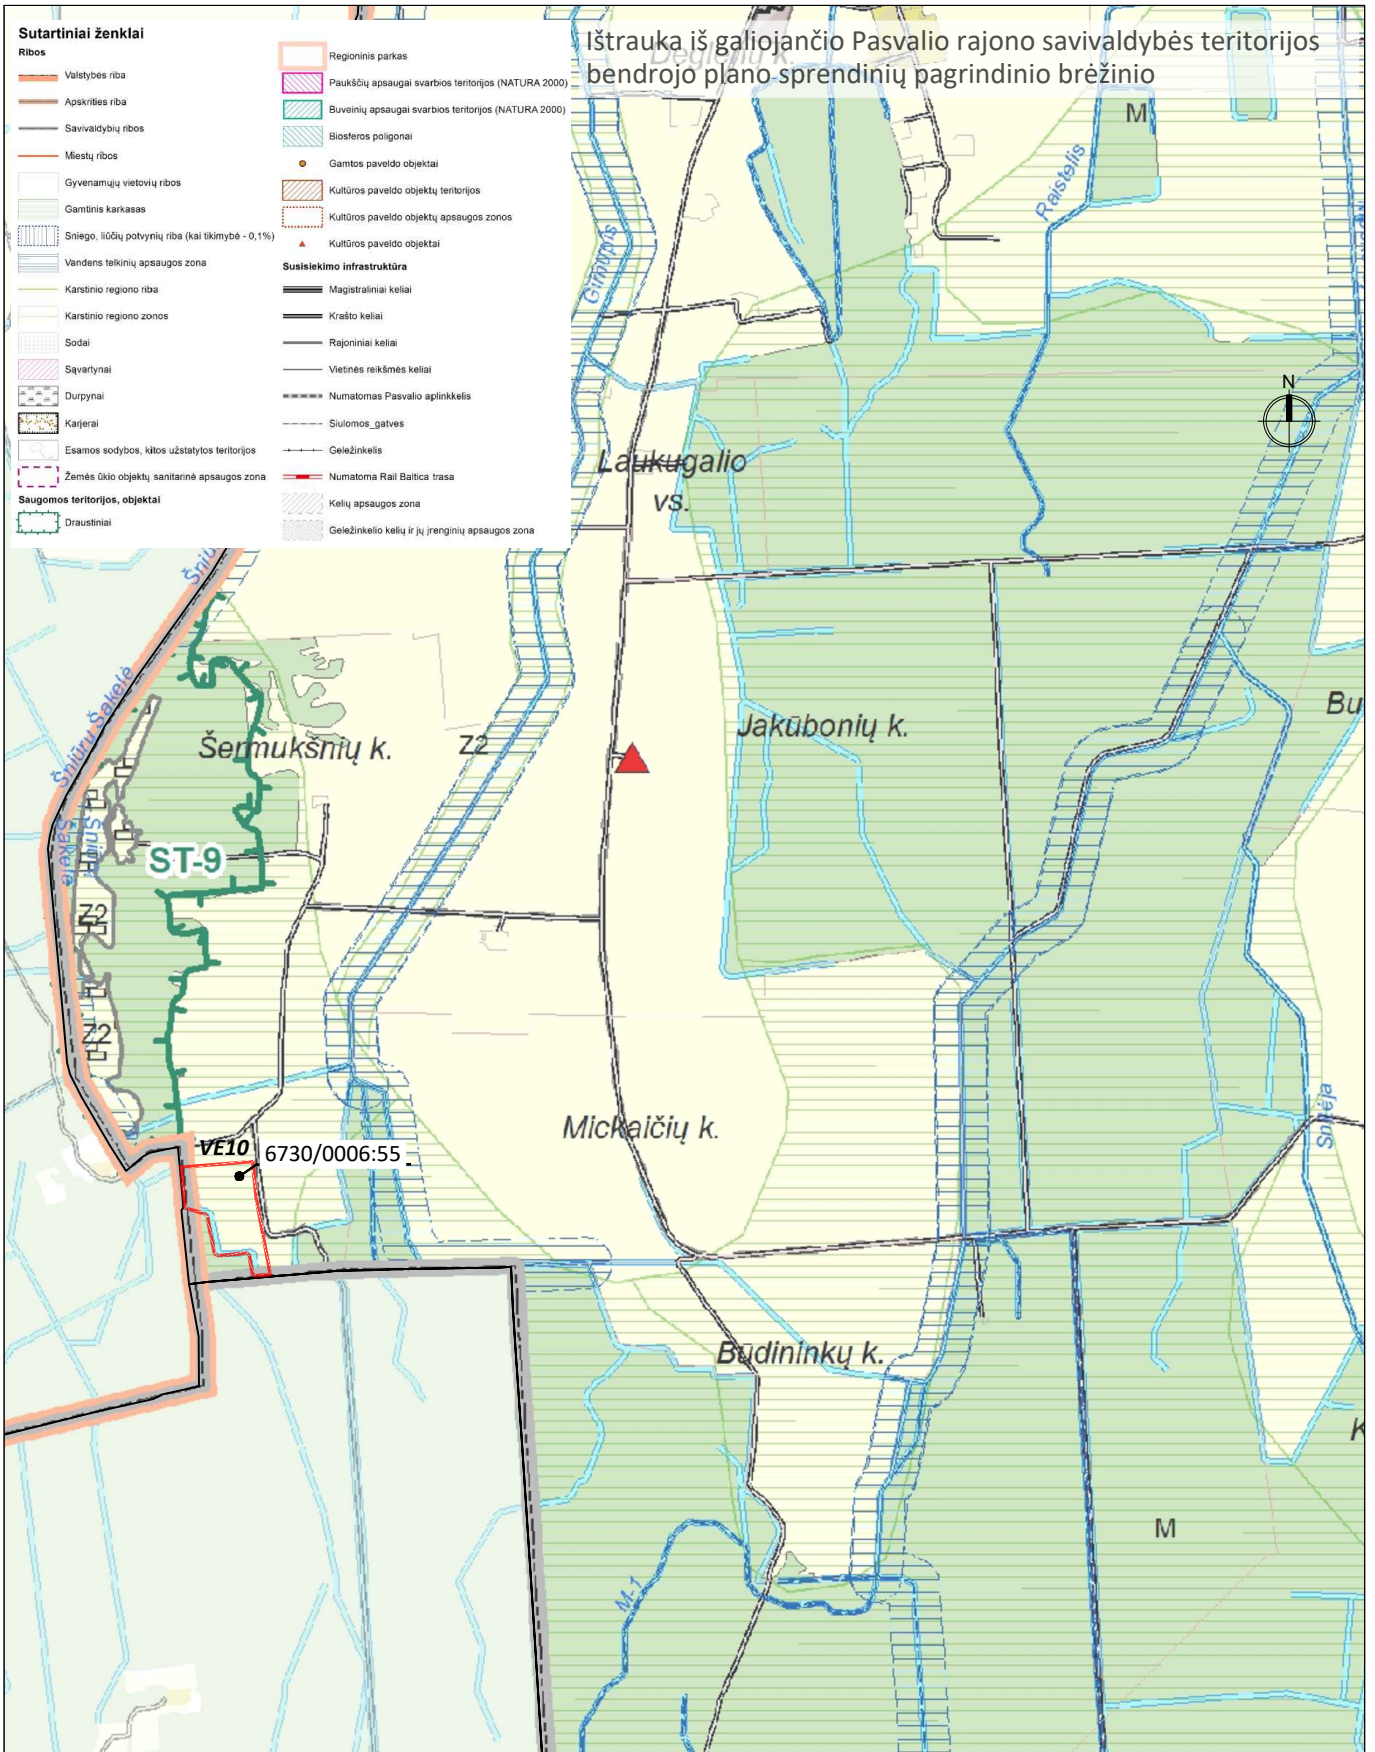 Ištrauka iš galiojančio Pasvalio rajono savivaldybės teritorijos
bendrojo plano sprendinių pagrindinio brėžinio
Sutartiniai ženklai
Ribos
Valstybės riba
Apskrities riba
Savivaldybių ribos
Miestų ribos
Gyvenamųjų vietovių ribos
Gamtinis karkasas
Sniego, liūčių potvynių riba (kai tikimybė - 0,1%)
Vandens telkinių apsaugos zona
Karstinio regiono riba
Karstinio regiono zonos
Sodai
Sąvartynai
Durpynai
Karjerai
Esamos sodybos, kitos užstatytos teritorijos
Žemės ūkio objektų sanitarinė apsaugos zona
Saugomos teritorijos, objektai
Draustiniai
Regioninis parkas
Paukščių apsaugai svarbios teritorijos (NATURA 2000)
Buveinių apsaugai svarbios teritorijos (NATURA 2000)
Biosferos poligonai
Gamtos paveldo objektai
Kultūros paveldo objektų teritorijos
Kultūros paveldo objektų apsaugos zonos
Kultūros paveldo objektai
Susisiekimo infrastruktūra
Magistraliniai keliai
Krašto keliai
Rajoniniai keliai
Vietinės reikšmės keliai
Numatomas Pasvalio aplinkkelis
Siulomos_gatves
Geležinkelis
Numatoma Rail Baltica trasa
Kelių apsaugos zona
Geležinkelio kelių ir jų įrenginių apsaugos zona
M
Raistelis
N
Laukugalio
vs.
Šniūrų Šakelė
Šermukšnių k.
Z2
Jakūbonių k.
Bu
ST-9
Šakelė
Z2
Z2
Mickaičių k.
VE10
6730/0006:55
Būdininkų k.
K
M
M-1